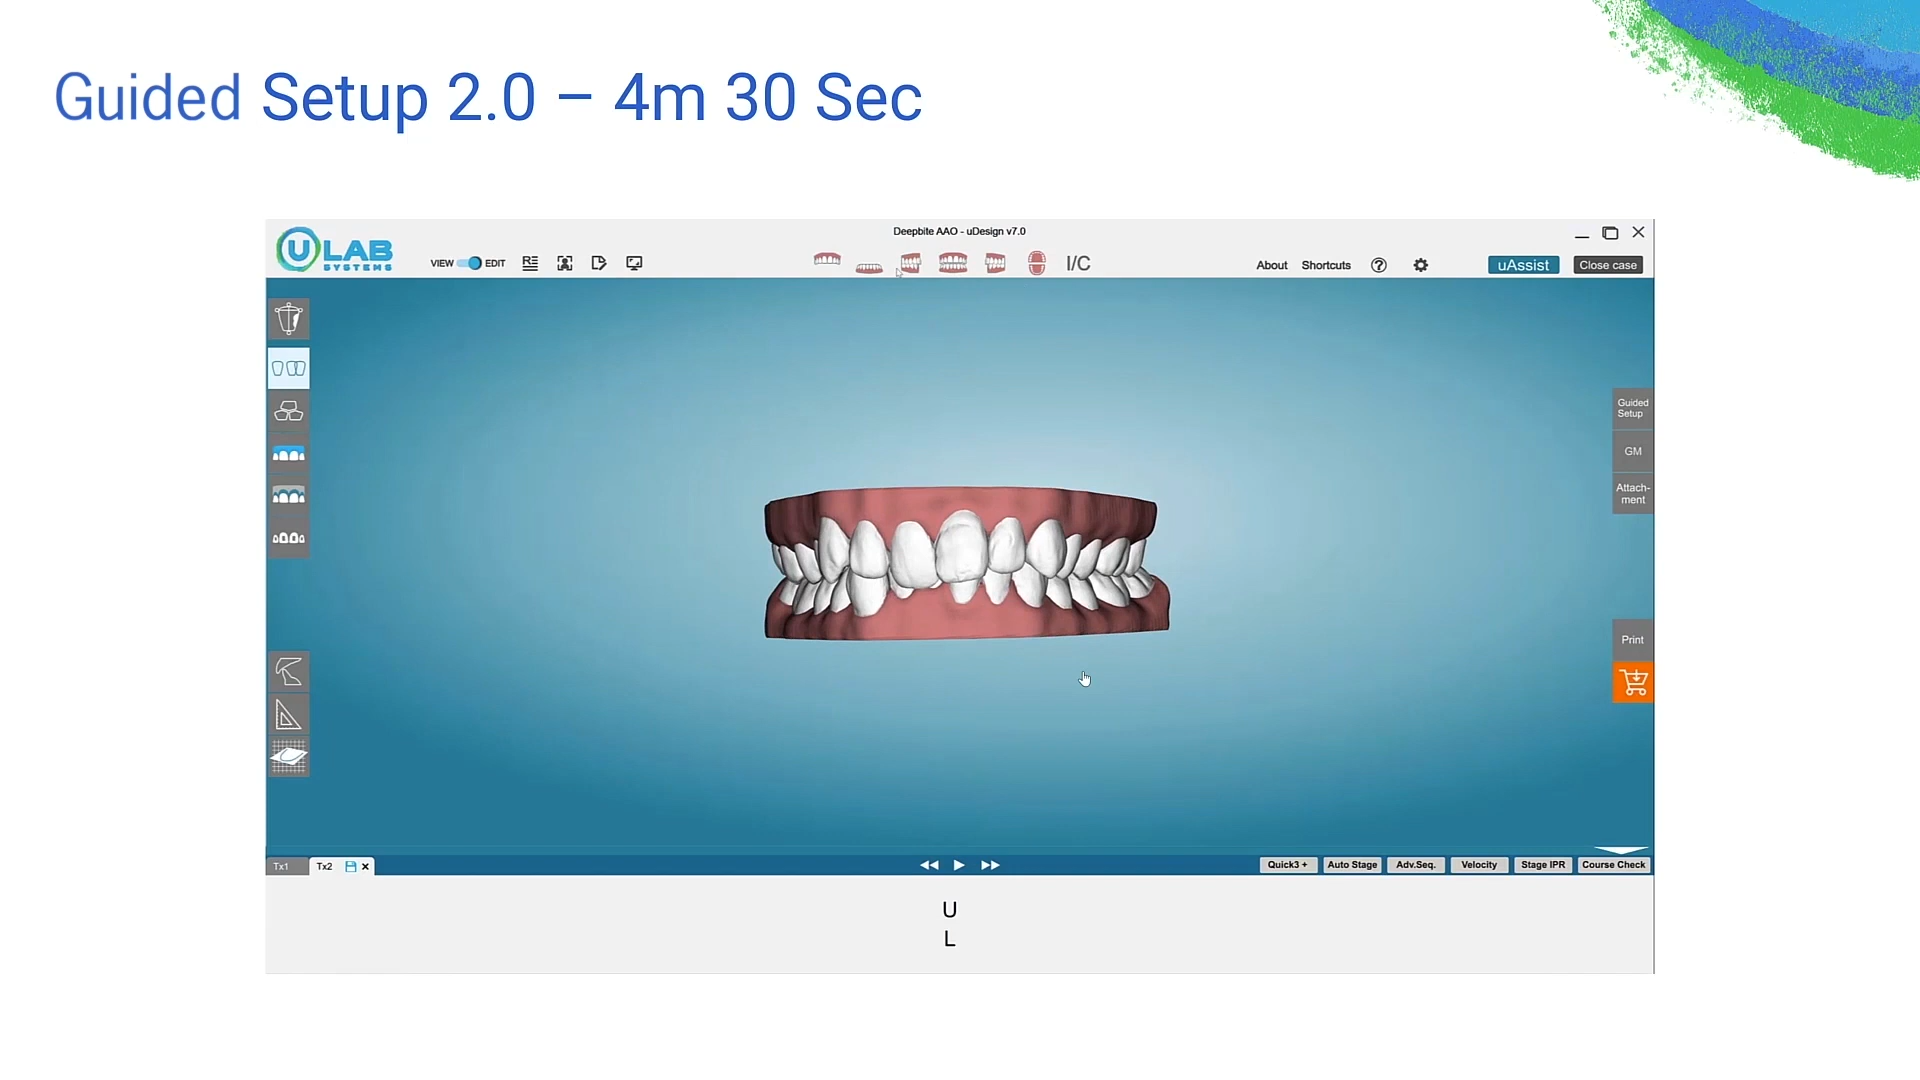 Guided Setup 2.0 – 4m 30 Sec
Deepbite AAO - uDesign v7.0
U LAB
SYSTEMS
VIEW EDIT
I/C
About Shortcuts ? uAssist Close case
Guided
Setup
GM
Attach-
ment
Print
Tx1 Tx2
Quick3 + Auto Stage Adv.Seq. Velocity Stage IPR Course Check
U
L